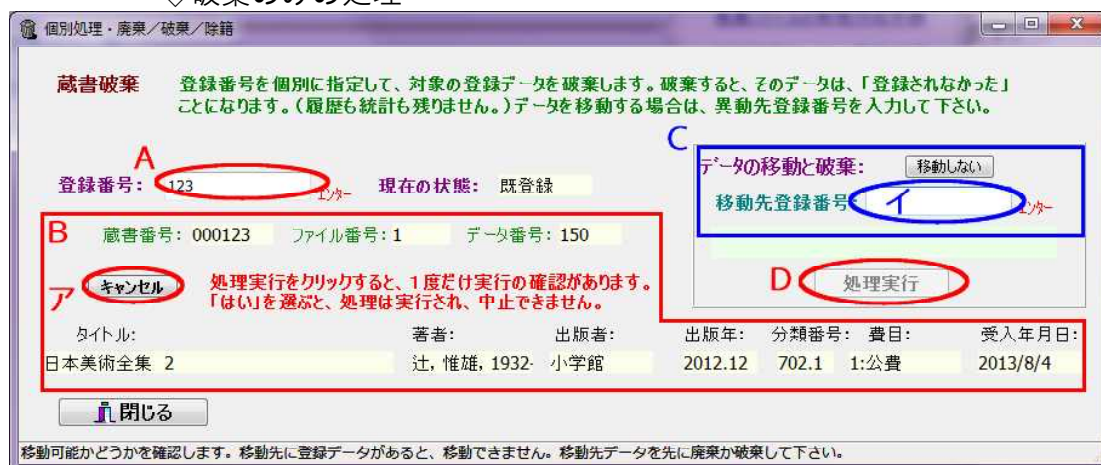 ◇破棄のみの処理
個別処理・廃棄／破棄／除籍
蔵書破棄 登録番号を個別に指定して、対象の登録データを破棄します。破棄すると、そのデータは、「登録されなかった」
ことになります。(履歴も統計も残りません。)データを移動する場合は、異動先登録番号を入力して下さい。
A
登録番号: 123 エンター 現在の状態: 既登録
C
データの移動と破棄: 移動しない
移動先登録番号: イ エンター
B 蔵書番号: 000123 ファイル番号: 1 データ番号: 150
ア キャンセル 処理実行をクリックすると、1度だけ実行の確認があります。
「はい」を選ぶと、処理は実行され、中止できません。
D 処理実行
タイトル: 著者: 出版者: 出版年: 分類番号: 費目: 受入年月日:
日本美術全集 2 辻, 惟雄, 1932- 小学館 2012.12 702.1 1:公費 2013/8/4
閉じる
移動可能かどうかを確認します。移動先に登録データがあると、移動できません。移動先データを先に廃棄か破棄して下さい。